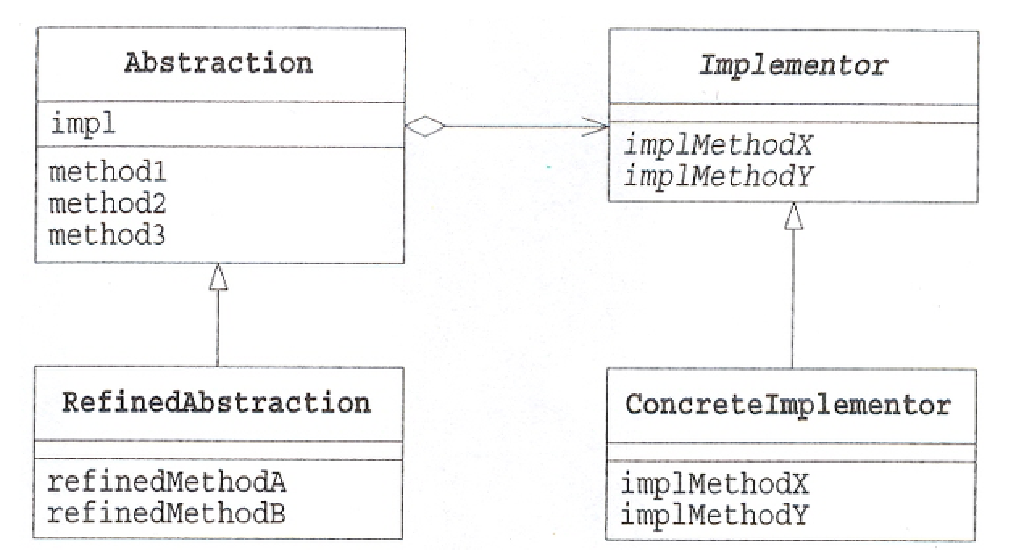 Abstraction
impl
method1
method2
method3
Implementor
implMethodX
implMethodY
RefinedAbstraction
refinedMethodA
refinedMethodB
ConcreteImplementor
implMethodX
implMethodY